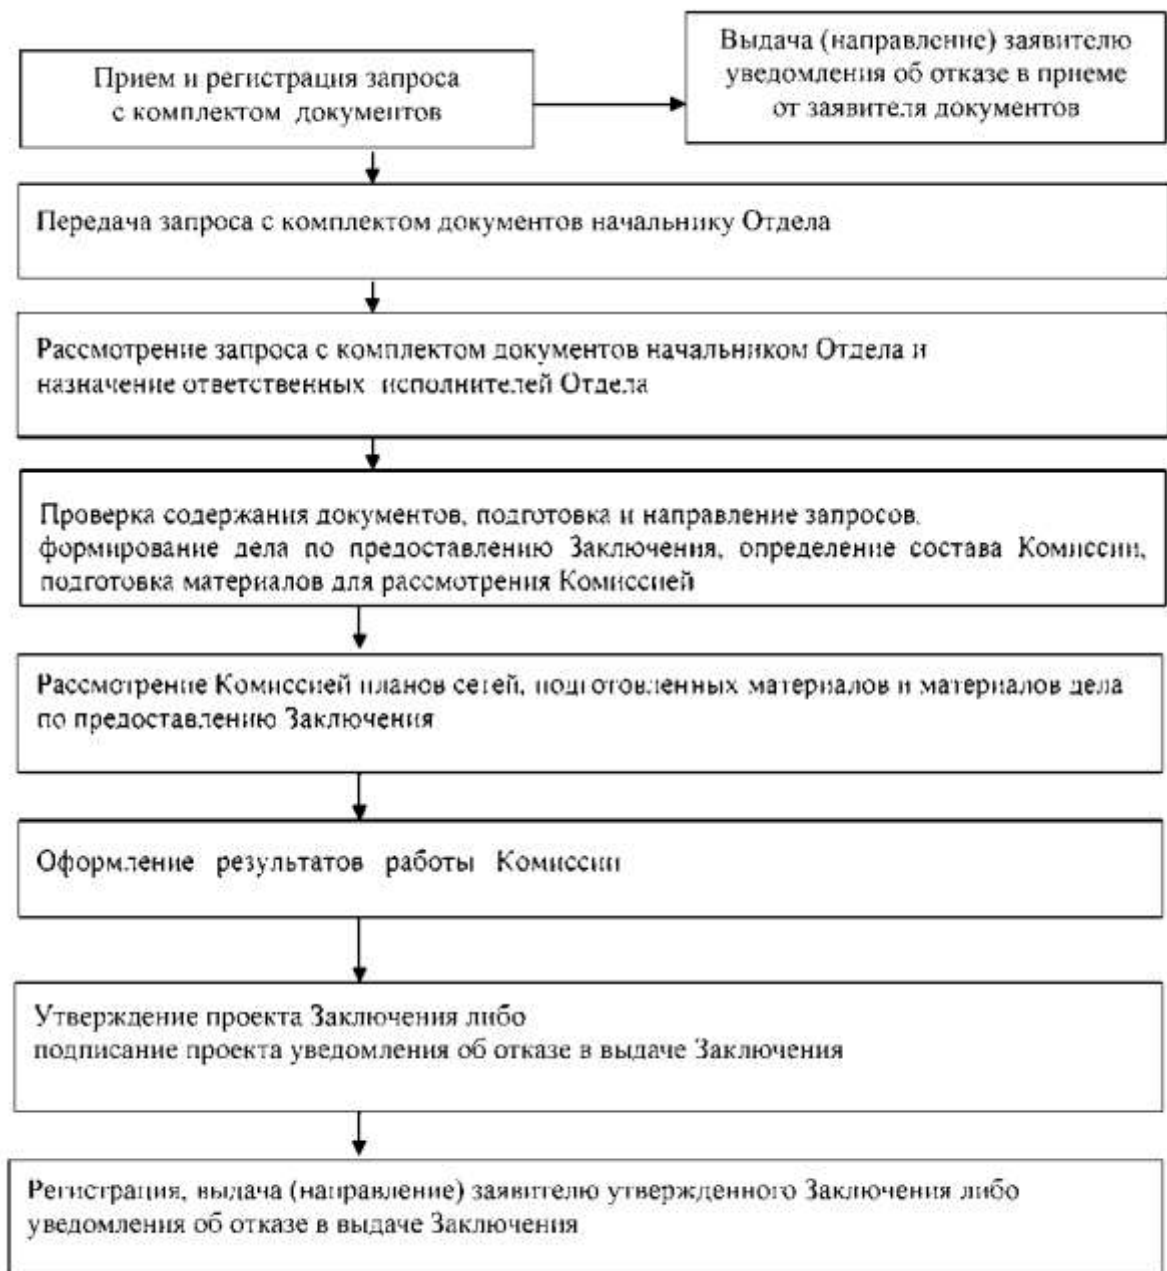 Прием и регистрация запроса
с комплектом документов
Выдача (направление) заявителю
уведомления об отказе в приеме
от заявителя документов
Передача запроса с комплектом документов начальнику Отдела
Рассмотрение запроса с комплектом документов начальником Отдела и
назначение ответственных исполнителей Отдела
Проверка содержания документов, подготовка и направление запросов.
формирование дела по предоставлению Заключения, определение состава Комиссии,
подготовка материалов для рассмотрения Комиссией
Рассмотрение Комиссией планов сетей, подготовленных материалов и материалов дела
по предоставлению Заключения
Оформление результатов работы Комиссии
Утверждение проекта Заключения либо
подписание проекта уведомления об отказе в выдаче Заключения
Регистрация, выдача (направление) заявителю утвержденного Заключения либо
уведомления об отказе в выдаче Заключения